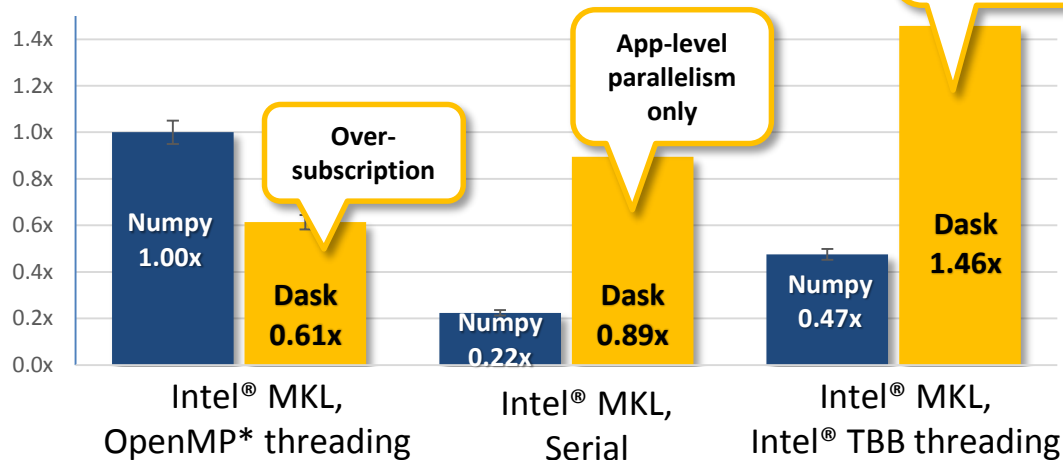 1.4x
1.2x
1.0x
0.8x
0.6x
0.4x
0.2x
0.0x
Numpy
1.00x
Over-
subscription
Dask
0.61x
Numpy
0.22x
App-level
parallelism
only
Dask
0.89x
Numpy
0.47x
Dask
1.46x
Intel® MKL,
OpenMP* threading
Intel® MKL,
Serial
Intel® MKL,
Intel® TBB threading